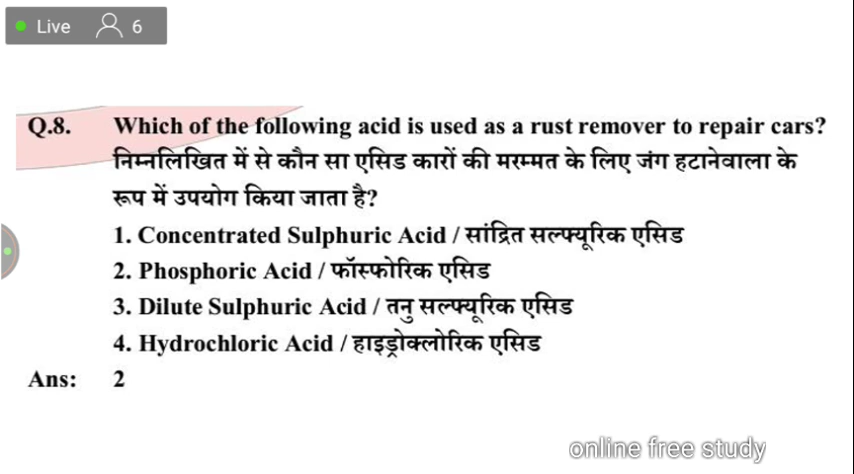 Live 6
Q.8. Which of the following acid is used as a rust remover to repair cars?
निम्नलिखित में से कौन सा एसिड कारों की मरम्मत के लिए जंग हटानेवाला के
रूप में उपयोग किया जाता है?
1. Concentrated Sulphuric Acid / सांद्रित सल्फ्यूरिक एसिड
2. Phosphoric Acid / फॉस्फोरिक एसिड
3. Dilute Sulphuric Acid / तनु सल्फ्यूरिक एसिड
4. Hydrochloric Acid / हाइड्रोक्लोरिक एसिड
Ans: 2
online free study